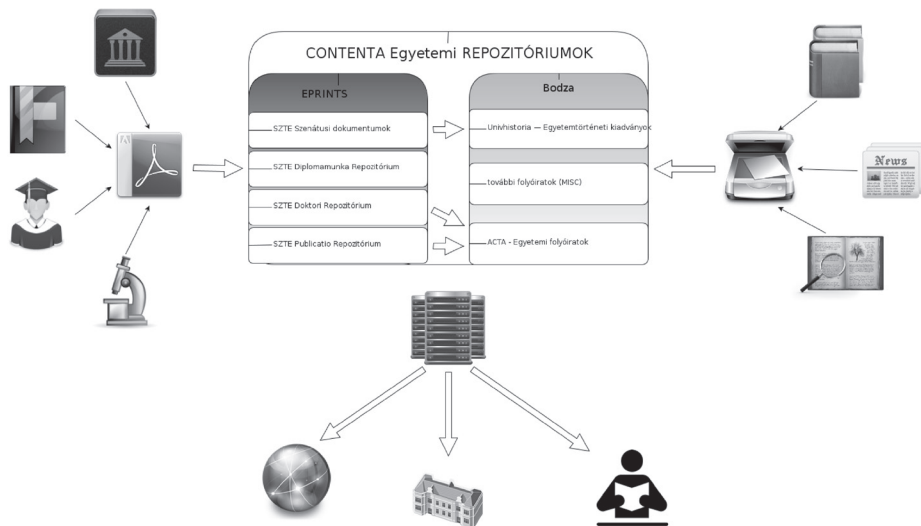 CONTENTA Egyetemi REPOZITÓRIUMOK
EPRINTS
SZTE Szenátusi dokumentumok
SZTE Diplomamunka Repozitórium
SZTE Doktori Repozitórium
SZTE Publicatio Repozitórium
Bodza
Univhistoria — Egyetemtörténeti kiadványok
további folyóiratok (MISC)
ACTA - Egyetemi folyóiratok
News